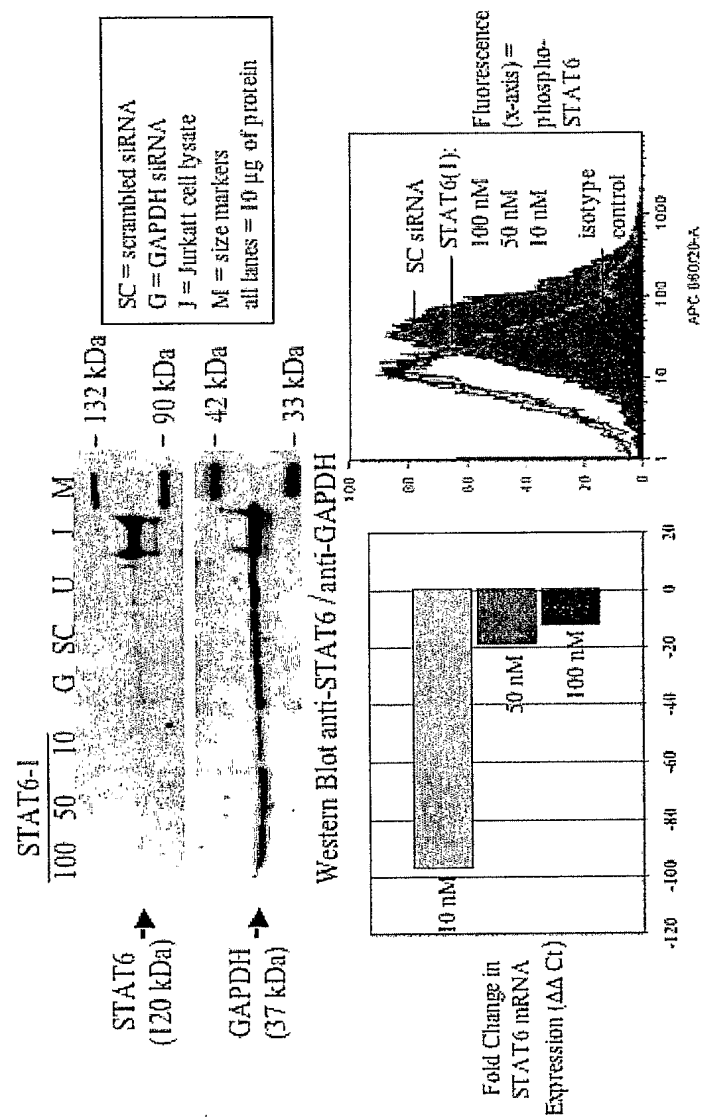 STAT6-1
100 50 10 G SC U J M
STAT6
(120 kDa)
- 132 kDa
- 90 kDa
GAPDH
(37 kDa)
- 42 kDa
- 33 kDa
Western Blot anti-STAT6 / anti-GAPDH
SC = scrambled siRNA
G = GAPDH siRNA
J = Jurkatt cell lysate
M = size markers
all lanes = 10 µg of protein
Fold Change in
STAT6 mRNA
Expression (ΔΔ Ct)
10 nM
50 nM
100 nM
-120 -100 -80 -60 -40 -20 0 20
100
80
60
40
20
0
1 10 100 1000
SC siRNA
STAT6(1):
100 nM
50 nM
10 nM
isotype
control
Fluorescence
(x-axis) =
phospho-
STAT6